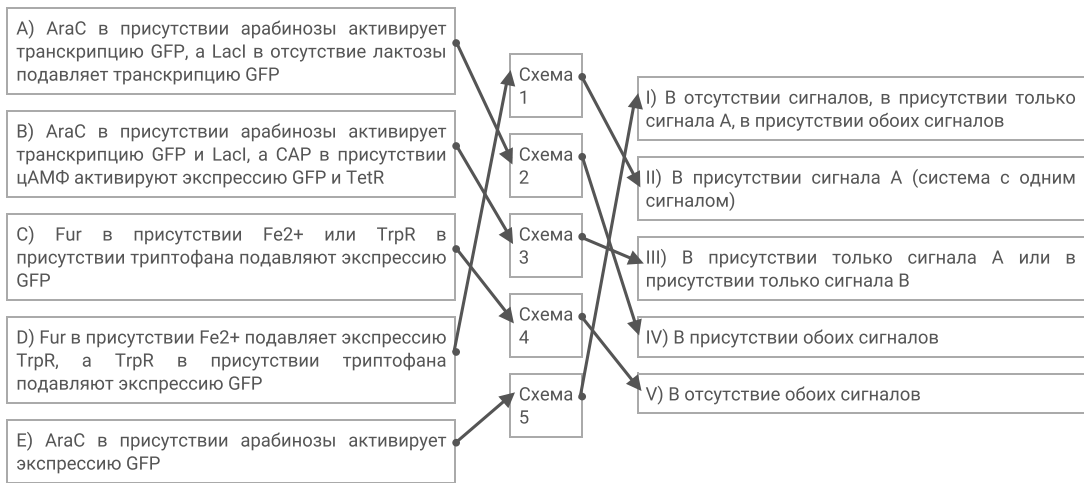 A) AraC в присутствии арабинозы активирует
транскрипцию GFP, а LacI в отсутствие лактозы
подавляет транскрипцию GFP
B) AraC в присутствии арабинозы активирует
транскрипцию GFP и LacI, а CAP в присутствии
цАМФ активируют экспрессию GFP и TetR
C) Fur в присутствии Fe2+ или TrpR в
присутствии триптофана подавляют экспрессию
GFP
D) Fur в присутствии Fe2+ подавляет экспрессию
TrpR, а TrpR в присутствии триптофана
подавляют экспрессию GFP
E) AraC в присутствии арабинозы активирует
экспрессию GFP
Схема
1
Схема
2
Схема
3
Схема
4
Схема
5
I) В отсутствии сигналов, в присутствии только
сигнала А, в присутствии обоих сигналов
II) В присутствии сигнала А (система с одним
сигналом)
III) В присутствии только сигнала А или в
присутствии только сигнала В
IV) В присутствии обоих сигналов
V) В отсутствие обоих сигналов